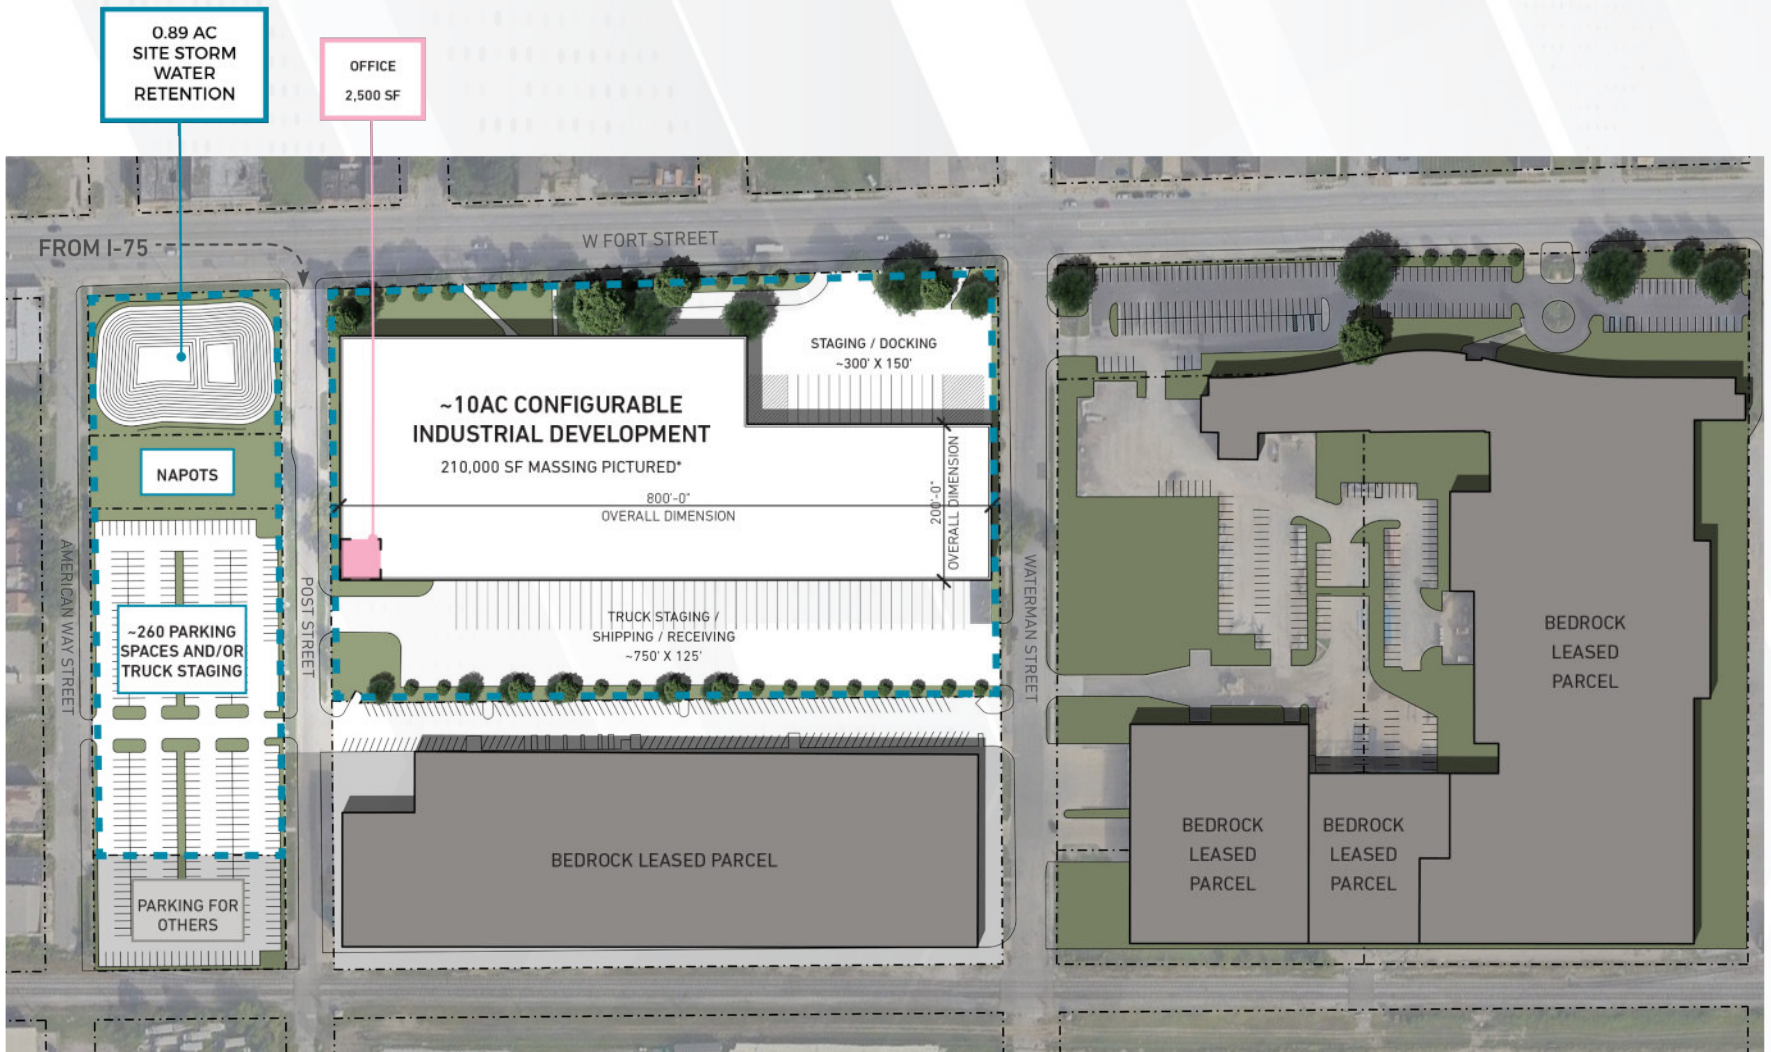 0.89 AC
SITE STORM
WATER
RETENTION
OFFICE
2,500 SF
FROM I-75
W FORT STREET
STAGING / DOCKING
~300' X 150'
~10AC CONFIGURABLE
INDUSTRIAL DEVELOPMENT
210,000 SF MASSING PICTURED*
800'-0"
OVERALL DIMENSION
200'-0"
OVERALL DIMENSION
NAPOTS
AMERICAN WAY STREET
POST STREET
WATERMAN STREET
~260 PARKING
SPACES AND/OR
TRUCK STAGING
TRUCK STAGING /
SHIPPING / RECEIVING
~750' X 125'
BEDROCK
LEASED
PARCEL
BEDROCK LEASED PARCEL
BEDROCK
LEASED
PARCEL
BEDROCK
LEASED
PARCEL
PARKING FOR
OTHERS